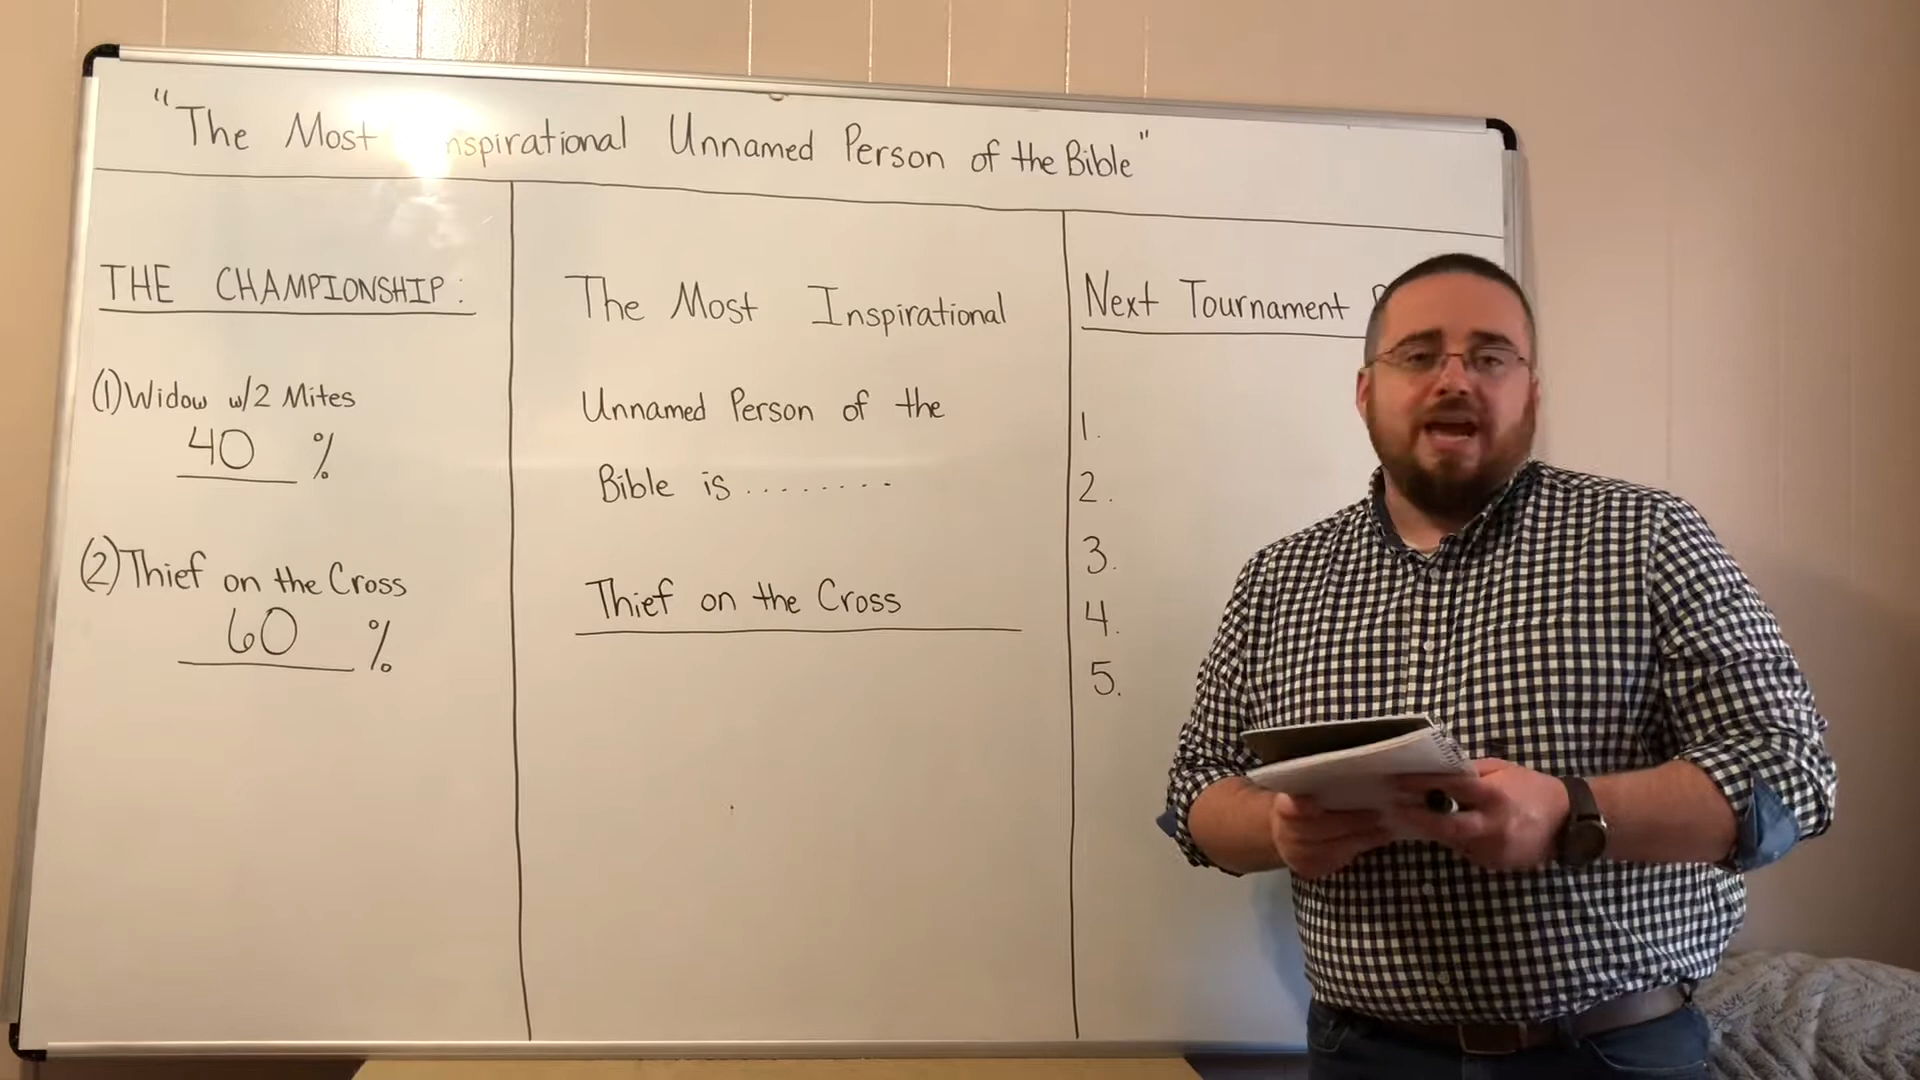 "The Most Inspirational Unnamed Person of the Bible"
THE CHAMPIONSHIP:
(1) Widow w/2 Mites
40 %
(2) Thief on the Cross
60 %
The Most Inspirational
Unnamed Person of the
Bible is ........
Thief on the Cross
Next Tournament
1.
2.
3.
4.
5.